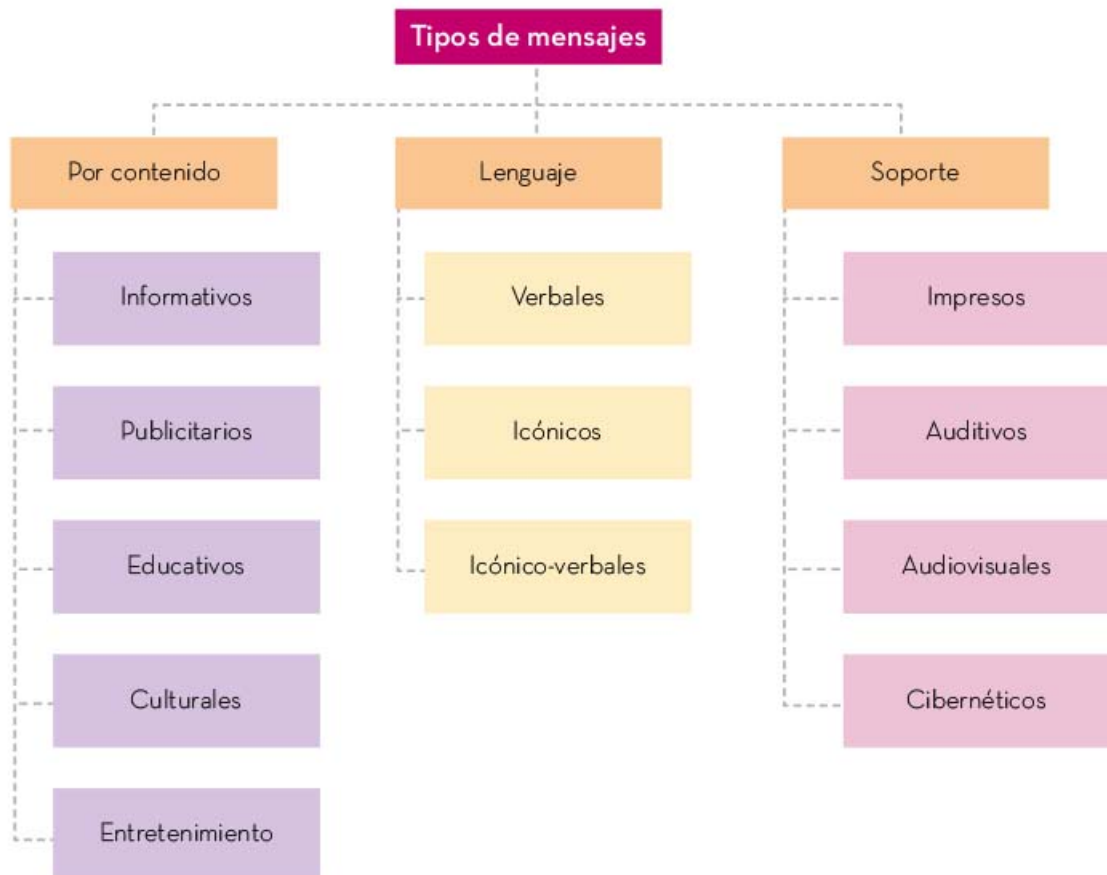 Tipos de mensajes
Por contenido
Informativos
Publicitarios
Educativos
Culturales
Entretenimiento
Lenguaje
Verbales
Icónicos
Icónico-verbales
Soporte
Impresos
Auditivos
Audiovisuales
Cibernéticos